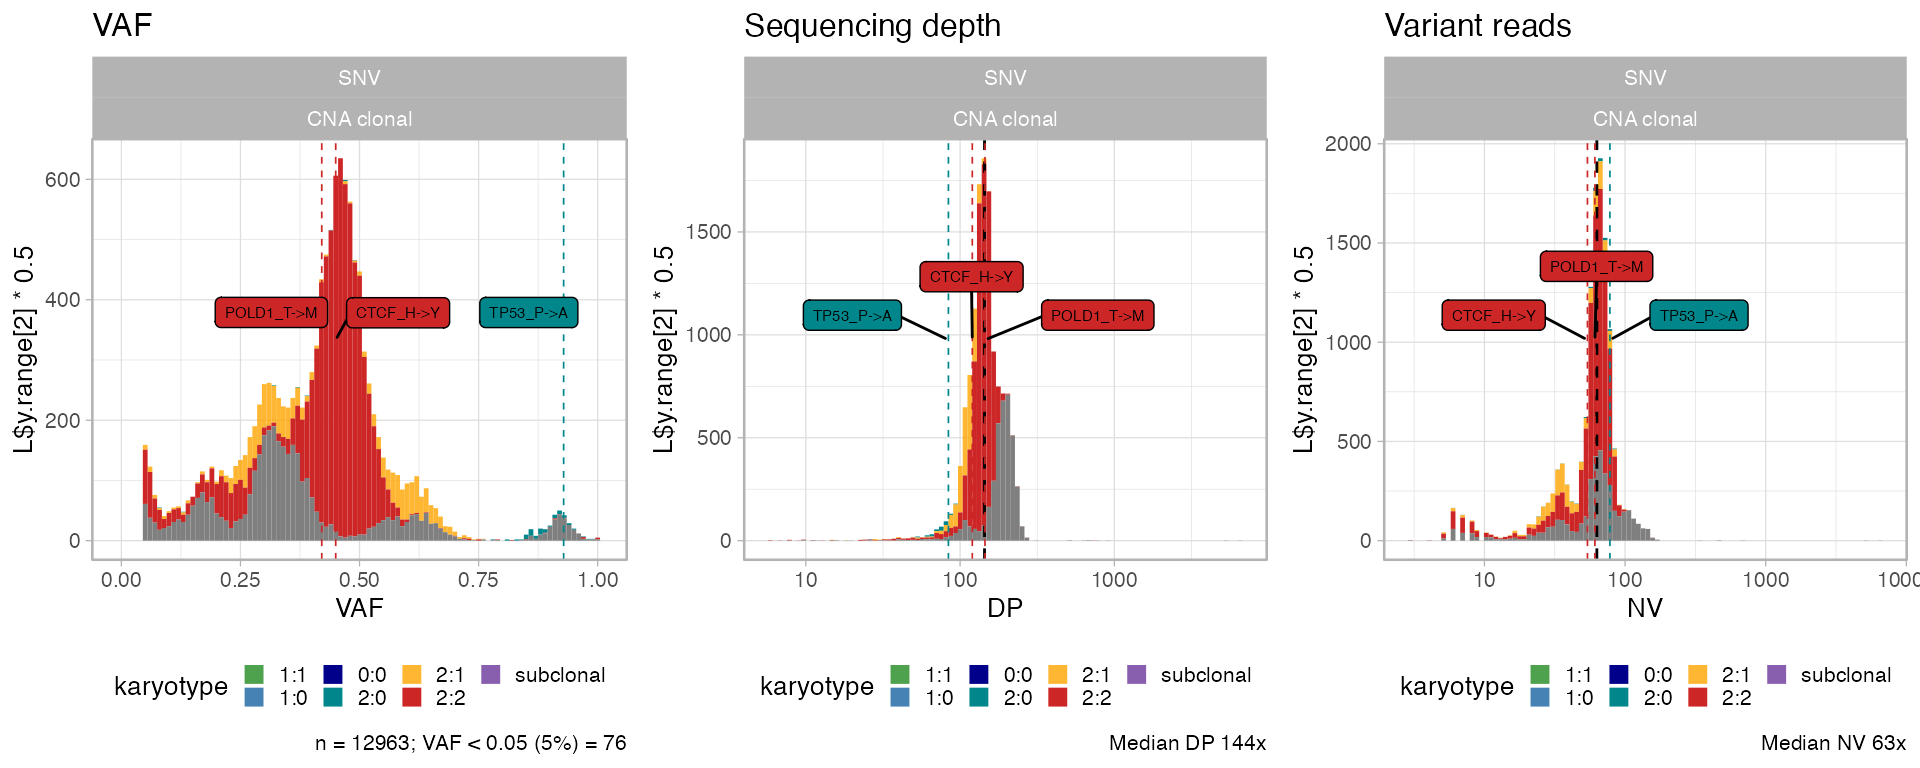 VAF
SNV
CNA clonal
L$y.range[2] * 0.5
600
400
200
0
POLD1_T->M
CTCF_H->Y
TP53_P->A
0.00 0.25 0.50 0.75 1.00
VAF
karyotype
1:1 0:0 2:1 subclonal
1:0 2:0 2:2
n = 12963; VAF < 0.05 (5%) = 76
Sequencing depth
SNV
CNA clonal
L$y.range[2] * 0.5
1500
1000
500
0
CTCF_H->Y
TP53_P->A
POLD1_T->M
10 100 1000
DP
karyotype
1:1 0:0 2:1 subclonal
1:0 2:0 2:2
Median DP 144x
Variant reads
SNV
CNA clonal
L$y.range[2] * 0.5
2000
1500
1000
500
0
POLD1_T->M
CTCF_H->Y
TP53_P->A
10 100 1000 1000
NV
karyotype
1:1 0:0 2:1 subclonal
1:0 2:0 2:2
Median NV 63x